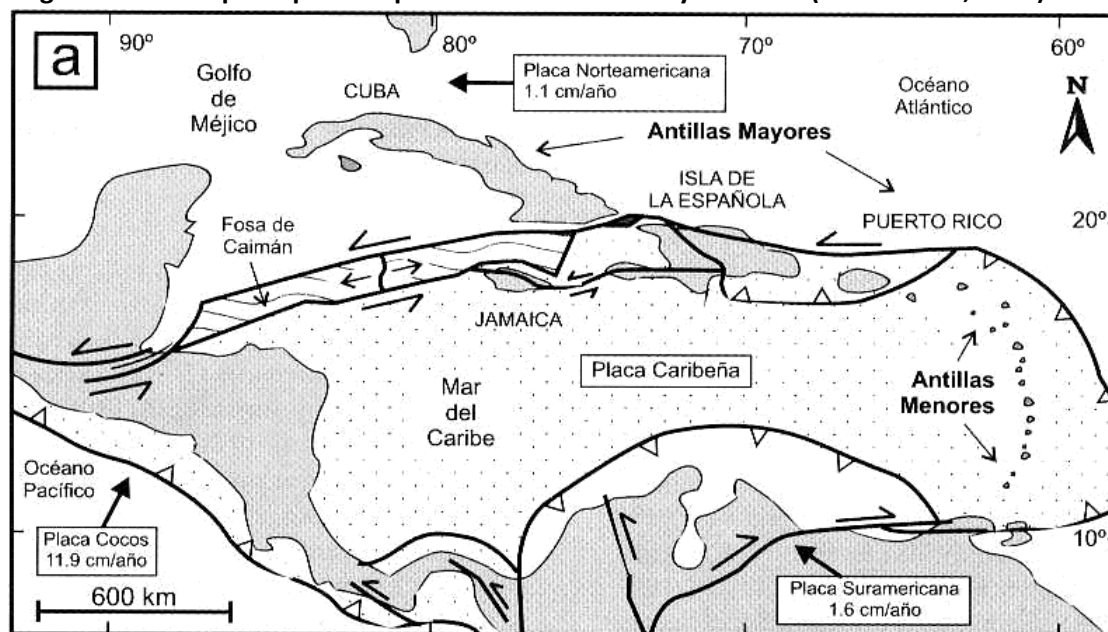 90º
80º
70º
60º
a
Golfo
de
Méjico
CUBA
Placa Norteamericana
1.1 cm/año
Océano
Atlántico
N
Antillas Mayores
ISLA DE
LA ESPAÑOLA
PUERTO RICO
20º
Fosa de
Caimán
JAMAICA
Placa Caribeña
Mar
del
Caribe
Antillas
Menores
Océano
Pacífico
Placa Cocos
11.9 cm/año
10º
Placa Suramericana
1.6 cm/año
600 km